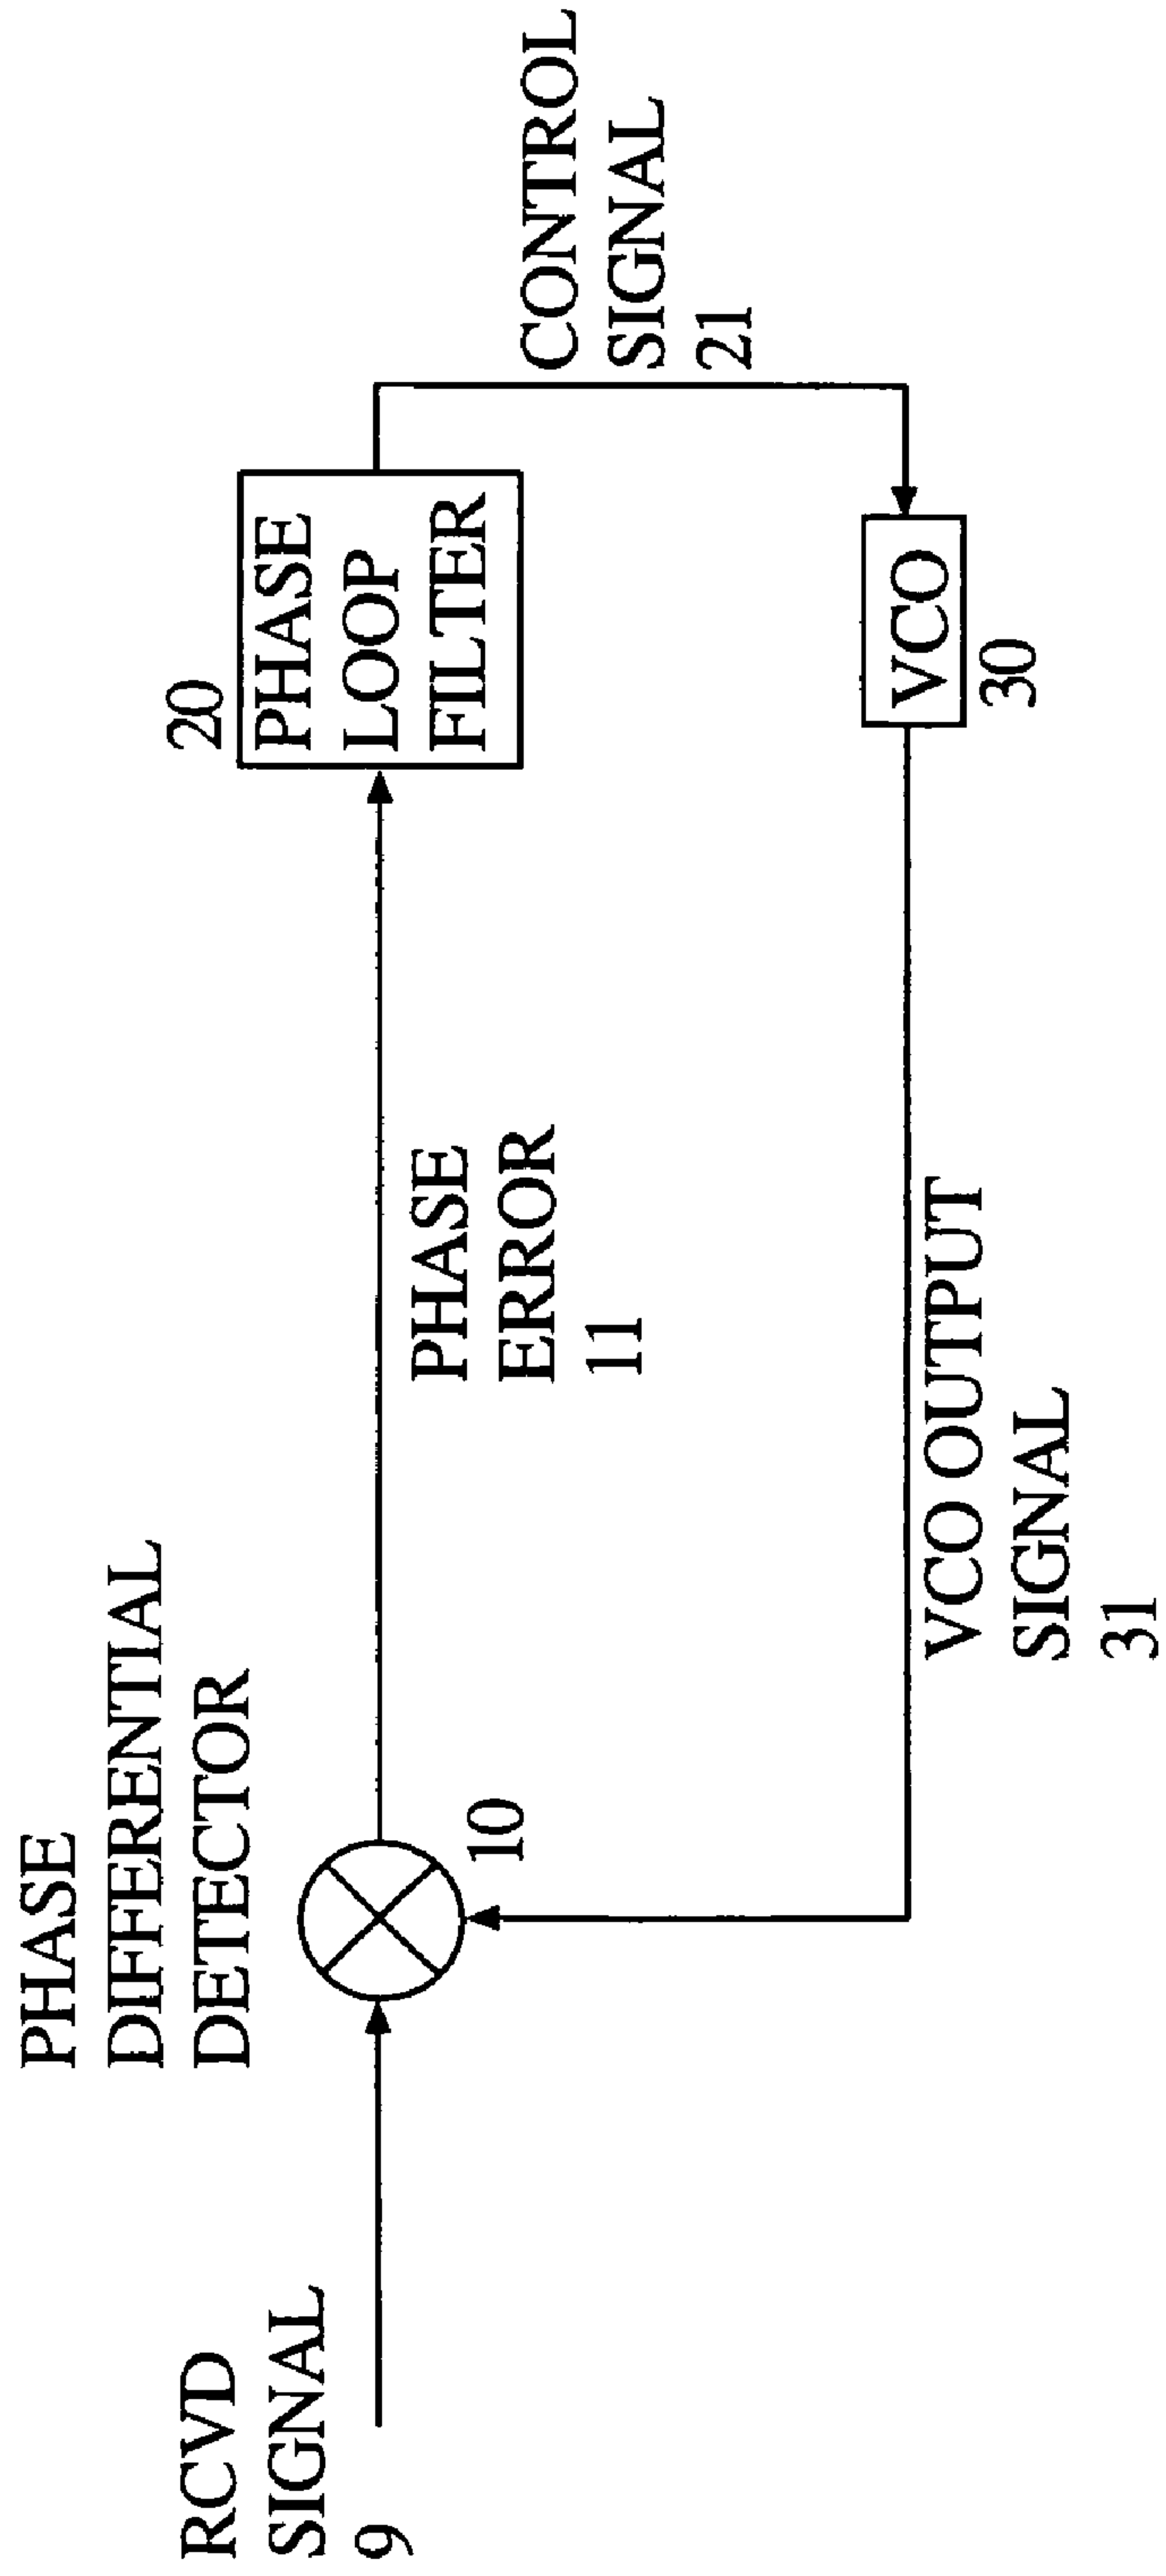 PHASE
DIFFERENTIAL
DETECTOR
RCVD
SIGNAL
9
10
PHASE
ERROR
11
20
PHASE
LOOP
FILTER
CONTROL
SIGNAL
21
VCO
30
VCO OUTPUT
SIGNAL
31